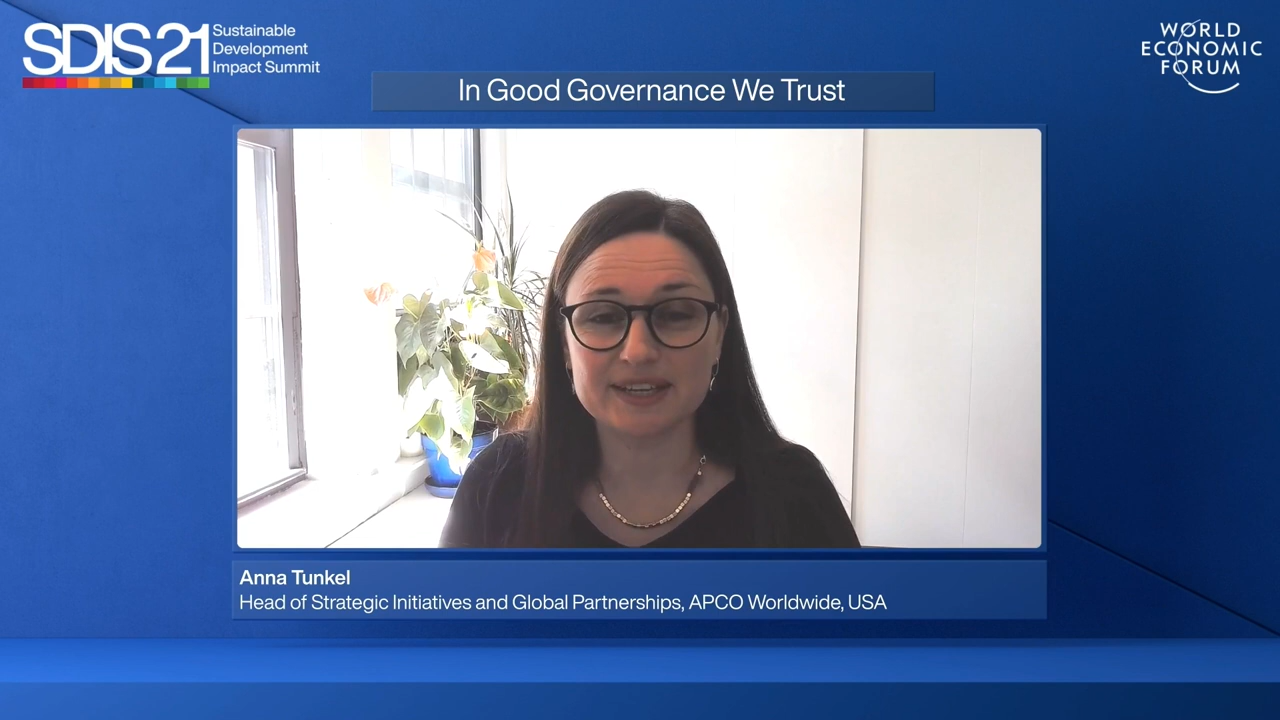 SDIS21
Sustainable
Development
Impact Summit
WORLD
ECONOMIC
FORUM
In Good Governance We Trust
Anna Tunkel
Head of Strategic Initiatives and Global Partnerships, APCO Worldwide, USA